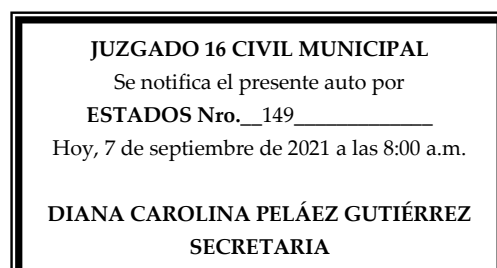 JUZGADO 16 CIVIL MUNICIPAL
Se notifica el presente auto por
ESTADOS Nro.__149_____________
Hoy, 7 de septiembre de 2021 a las 8:00 a.m.
DIANA CAROLINA PELÁEZ GUTIÉRREZ
SECRETARIA